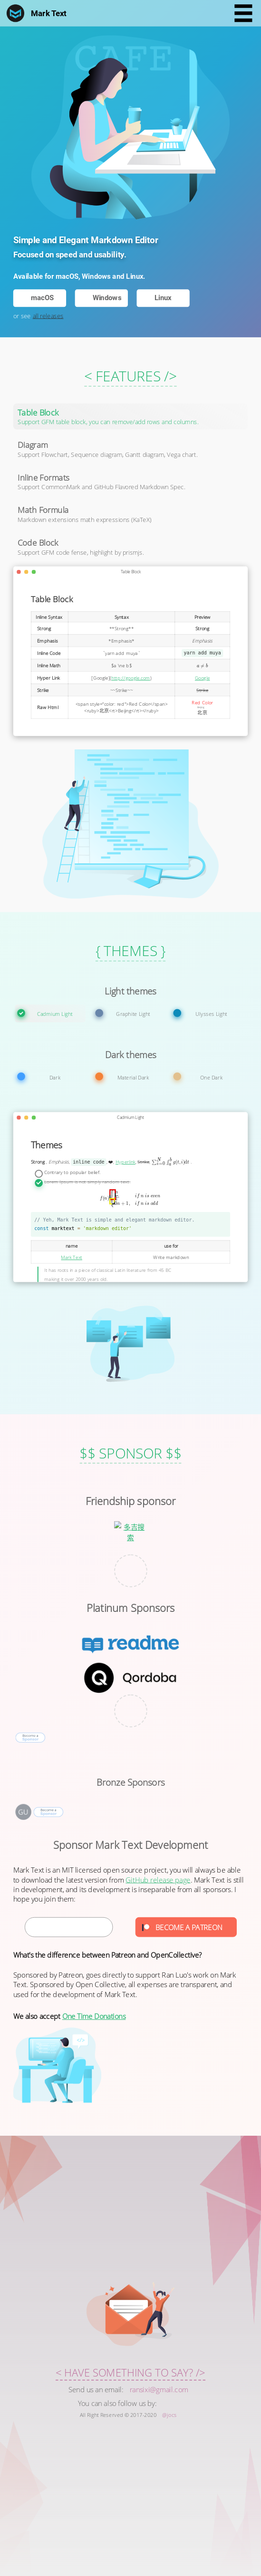 Mark Text
CAFE
Simple and Elegant Markdown Editor
Focused on speed and usability.
Available for macOS, Windows and Linux.
macOS
Windows
Linux
or see all releases
< FEATURES />
Table Block
Support GFM table block, you can remove/add rows and columns.
Diagram
Support Flowchart, Sequence diagram, Gantt diagram, Vega chart.
Inline Formats
Support CommonMark and GitHub Flavored Markdown Spec.
Math Formula
Markdown extensions math expressions (KaTeX)
Code Block
Support GFM code fense, highlight by prismjs.
Table Block
Table Block
Inline Syntax Syntax Preview
Strong **Strong** Strong
Emphasis *Emphasis* Emphasis
Inline Code `yarn add muya` yarn add muya
Inline Math $a \ne b$ a ≠ b
Hyper Link [Google](http://google.com) Google
Strike ~~Strike~~ Strike
Raw Html <span style="color: red">Red Color</span> Red Color
{ THEMES }
Light themes
Cadmium Light
Graphite Light
Ulysses Light
Dark themes
Dark
Material Dark
One Dark
Cadmium Light
Themes
Strong , Emphasis, inline code , ❤, Hyperlink, Strike,
Contrary to popular belief
Lorem Ipsum is not simply random text
// Yeh, Mark Text is simple and elegant markdown editor.
const marktext = 'markdown editor'
name use for
Mark Text Write markdown
It has roots in a piece of classical Latin literature from 45 BC
making it over 2000 years old.
$$ SPONSOR $$
Friendship sponsor
多吉搜
索
Platinum Sponsors
readme
Qordoba
Become a
Sponsor
Bronze Sponsors
GU
Become a
Sponsor
Sponsor Mark Text Development
Mark Text is an MIT licensed open source project, you will always be able
to download the latest version from GitHub release page. Mark Text is still
in development, and its development is inseparable from all sponsors. I
hope you join them:
BECOME A PATREON
What's the difference between Patreon and OpenCollective?
Sponsored by Patreon, goes directly to support Ran Luo's work on Mark
Text. Sponsored by Open Collective, all expenses are transparent, and
used for the development of Mark Text.
We also accept One Time Donations
< HAVE SOMETHING TO SAY? />
Send us an email: ransixi@gmail.com
You can also follow us by:
All Right Reserved © 2017-2020 @Jocs